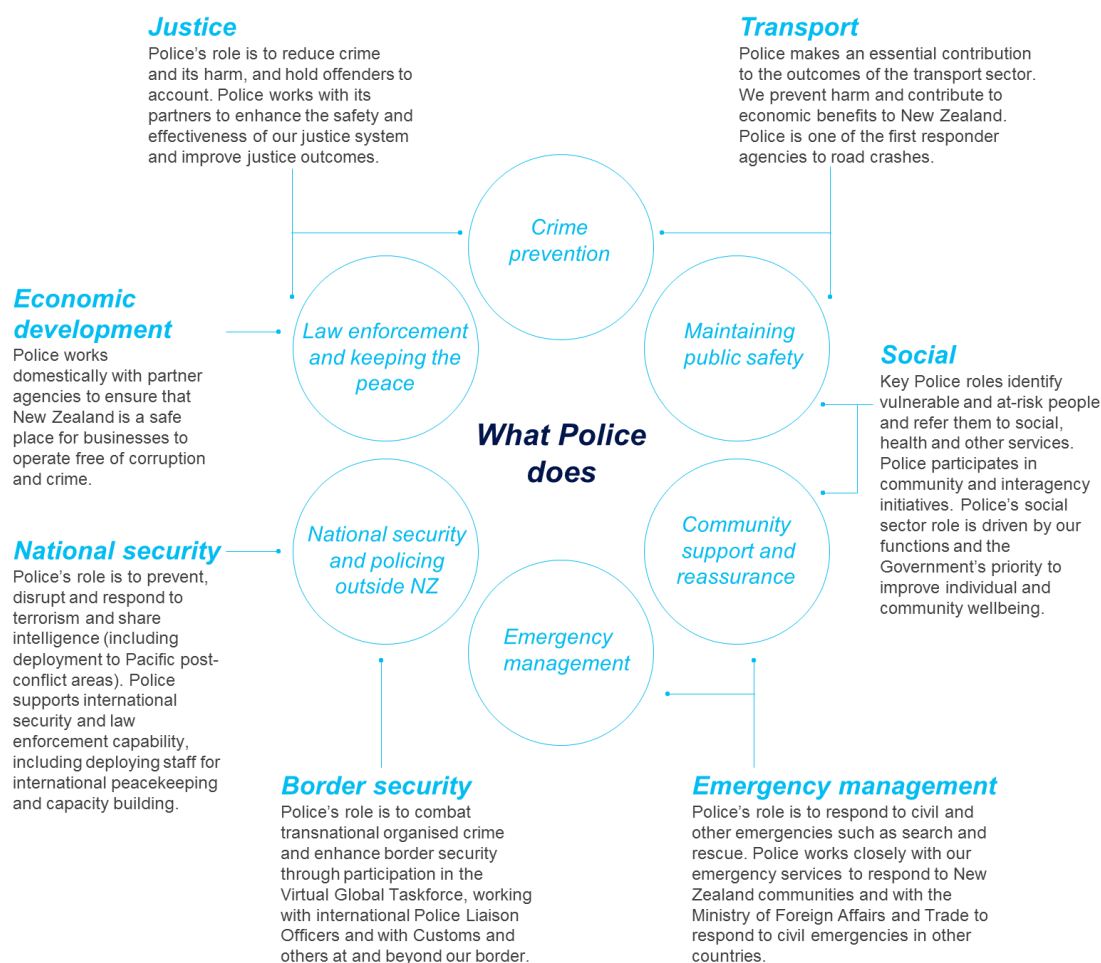 Justice
Police’s role is to reduce crime
and its harm, and hold offenders to
account. Police works with its
partners to enhance the safety and
effectiveness of our justice system
and improve justice outcomes.
Transport
Police makes an essential contribution
to the outcomes of the transport sector.
We prevent harm and contribute to
economic benefits to New Zealand.
Police is one of the first responder
agencies to road crashes.
Crime
prevention
Economic
development
Police works
domestically with partner
agencies to ensure that
New Zealand is a safe
place for businesses to
operate free of corruption
and crime.
Law enforcement
and keeping the
peace
Maintaining
public safety
Social
Key Police roles identify
vulnerable and at-risk people
and refer them to social,
health and other services.
Police participates in
community and interagency
initiatives. Police’s social
sector role is driven by our
functions and the
Government’s priority to
improve individual and
community wellbeing.
What Police
does
National security
Police’s role is to prevent,
disrupt and respond to
terrorism and share
intelligence (including
deployment to Pacific post-
conflict areas). Police
supports international
security and law
enforcement capability,
including deploying staff for
international peacekeeping
and capacity building.
National security
and policing
outside NZ
Community
support and
reassurance
Emergency
management
Border security
Police’s role is to combat
transnational organised crime
and enhance border security
through participation in the
Virtual Global Taskforce, working
with international Police Liaison
Officers and with Customs and
others at and beyond our border.
Emergency management
Police’s role is to respond to civil and
other emergencies such as search and
rescue. Police works closely with our
emergency services to respond to New
Zealand communities and with the
Ministry of Foreign Affairs and Trade to
respond to civil emergencies in other
countries.